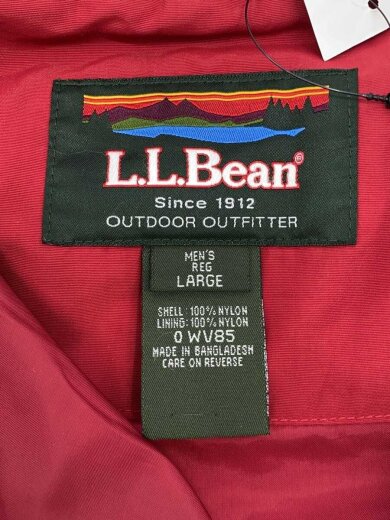 L.L.Bean®
Since 1912
OUTDOOR OUTFITTER
MEN'S
REG
LARGE
SHELL: 100% NYLON
LINING: 100% NYLON
0 WV85
MADE IN BANGLADESH
CARE ON REVERSE